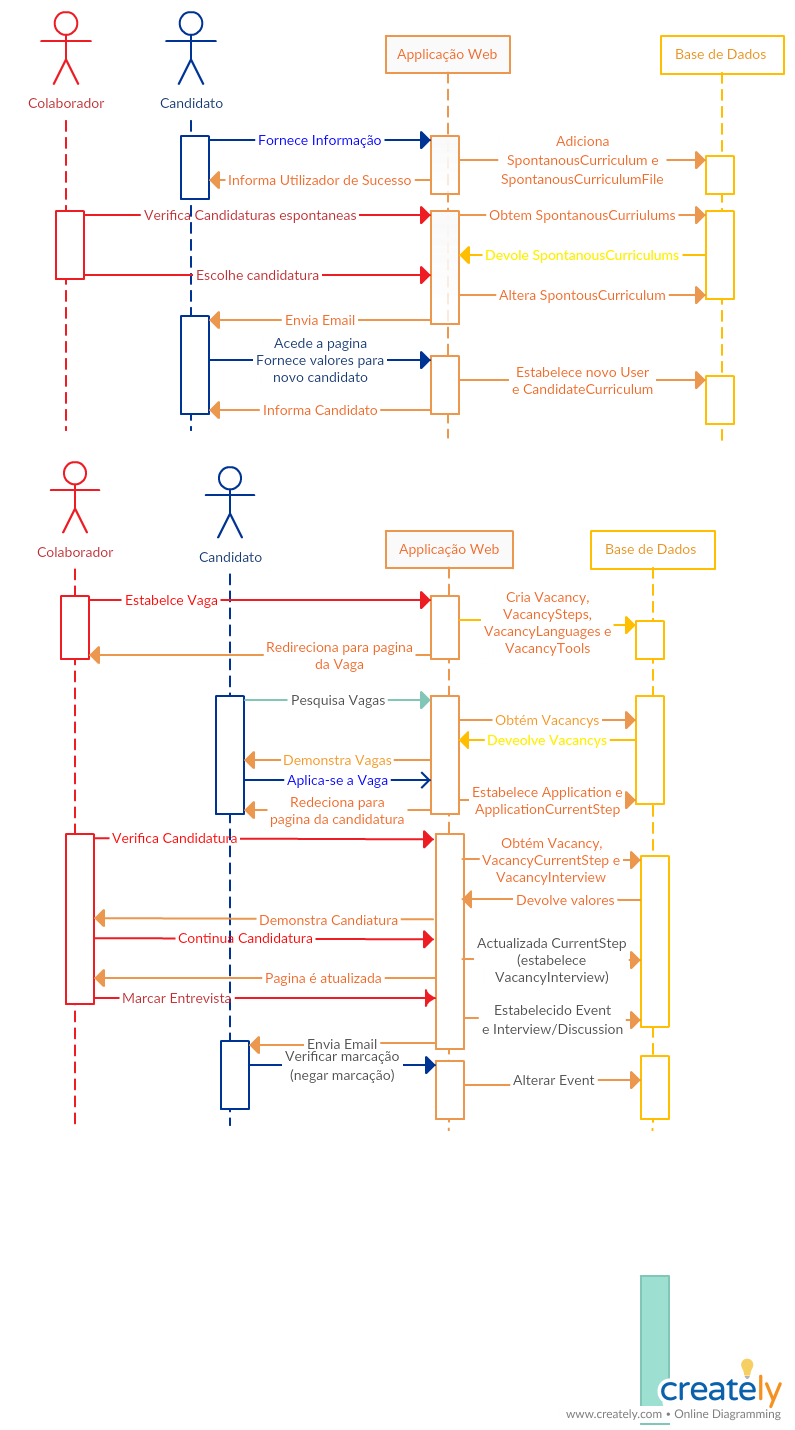 Colaborador
Candidato
Applicação Web
Base de Dados
Fornece Informação
Adiciona
SpontanousCurriculum e
SpontanousCurriculumFile
Informa Utilizador de Sucesso
Verifica Candidaturas espontaneas
Obtem SpontanousCurriulums
Devole SpontanousCurriculums
Escolhe candidatura
Altera SpontousCurriculum
Envia Email
Acede a pagina
Fornece valores para
novo candidato
Estabelece novo User
e CandidateCurriculum
Informa Candidato
Colaborador
Candidato
Applicação Web
Base de Dados
Estabelce Vaga
Cria Vacancy,
VacancySteps,
VacancyLanguages e
VacancyTools
Redireciona para pagina
da Vaga
Pesquisa Vagas
Obtém Vacancys
Deveolve Vacancys
Demonstra Vagas
Aplica-se a Vaga
Estabelece Application e
ApplicationCurrentStep
Redeciona para
pagina da candidatura
Verifica Candidatura
Obtém Vacancy,
VacancyCurrentStep e
VacancyInterview
Devolve valores
Demonstra Candiatura
Continua Candidatura
Actualizada CurrentStep
(estabelece
VacancyInterview)
Pagina é atualizada
Marcar Entrevista
Estabelecido Event
e Interview/Discussion
Envia Email
Verificar marcação
(negar marcação)
Alterar Event
creately
www.creately.com • Online Diagramming